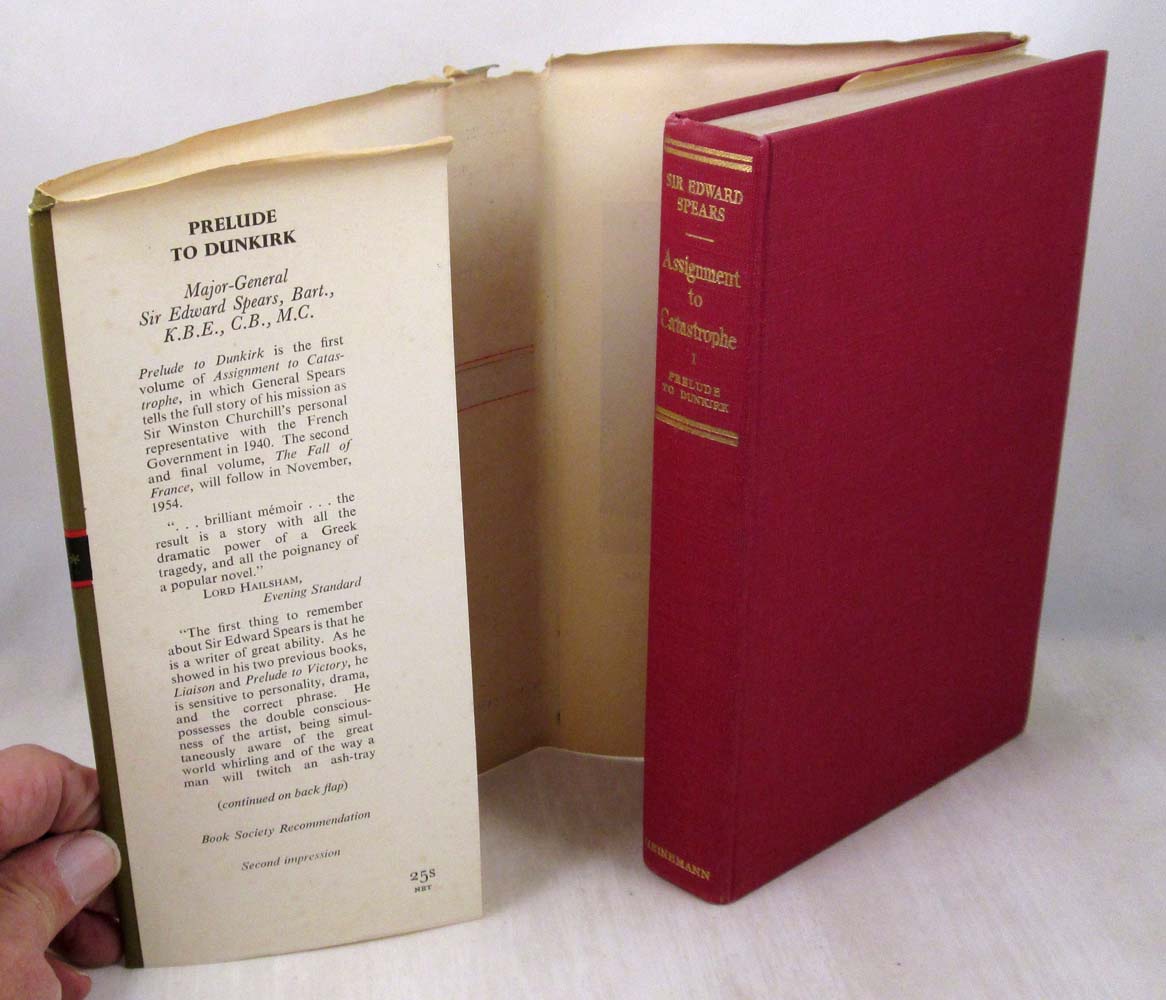 PRELUDE
TO DUNKIRK
Major-General
Sir Edward Spears, Bart.,
K.B.E., C.B., M.C.
Prelude to Dunkirk is the first
volume of Assignment to Catas-
trophe, in which General Spears
tells the full story of his mission as
Sir Winston Churchill's personal
representative with the French
Government in 1940. The second
and final volume, The Fall of
France, will follow in November,
1954.
“. . . brilliant mémoir . . . the
result is a story with all the
dramatic power of a Greek
tragedy, and all the poignancy of
a popular novel.”
LORD HAILSHAM,
Evening Standard
“The first thing to remember
about Sir Edward Spears is that he
is a writer of great ability. As he
showed in his two previous books,
Liaison and Prelude to Victory, he
is sensitive to personality, drama,
and the correct phrase. He
possesses the double conscious-
ness of the artist, being simul-
taneously aware of the great
world whirling and of the way a
man will twitch an ash-tray
(continued on back flap)
Book Society Recommendation
Second impression
25s
NET
SIR EDWARD
SPEARS
Assignment
to
Catastrophe
1
PRELUDE
TO DUNKIRK
HEINEMANN